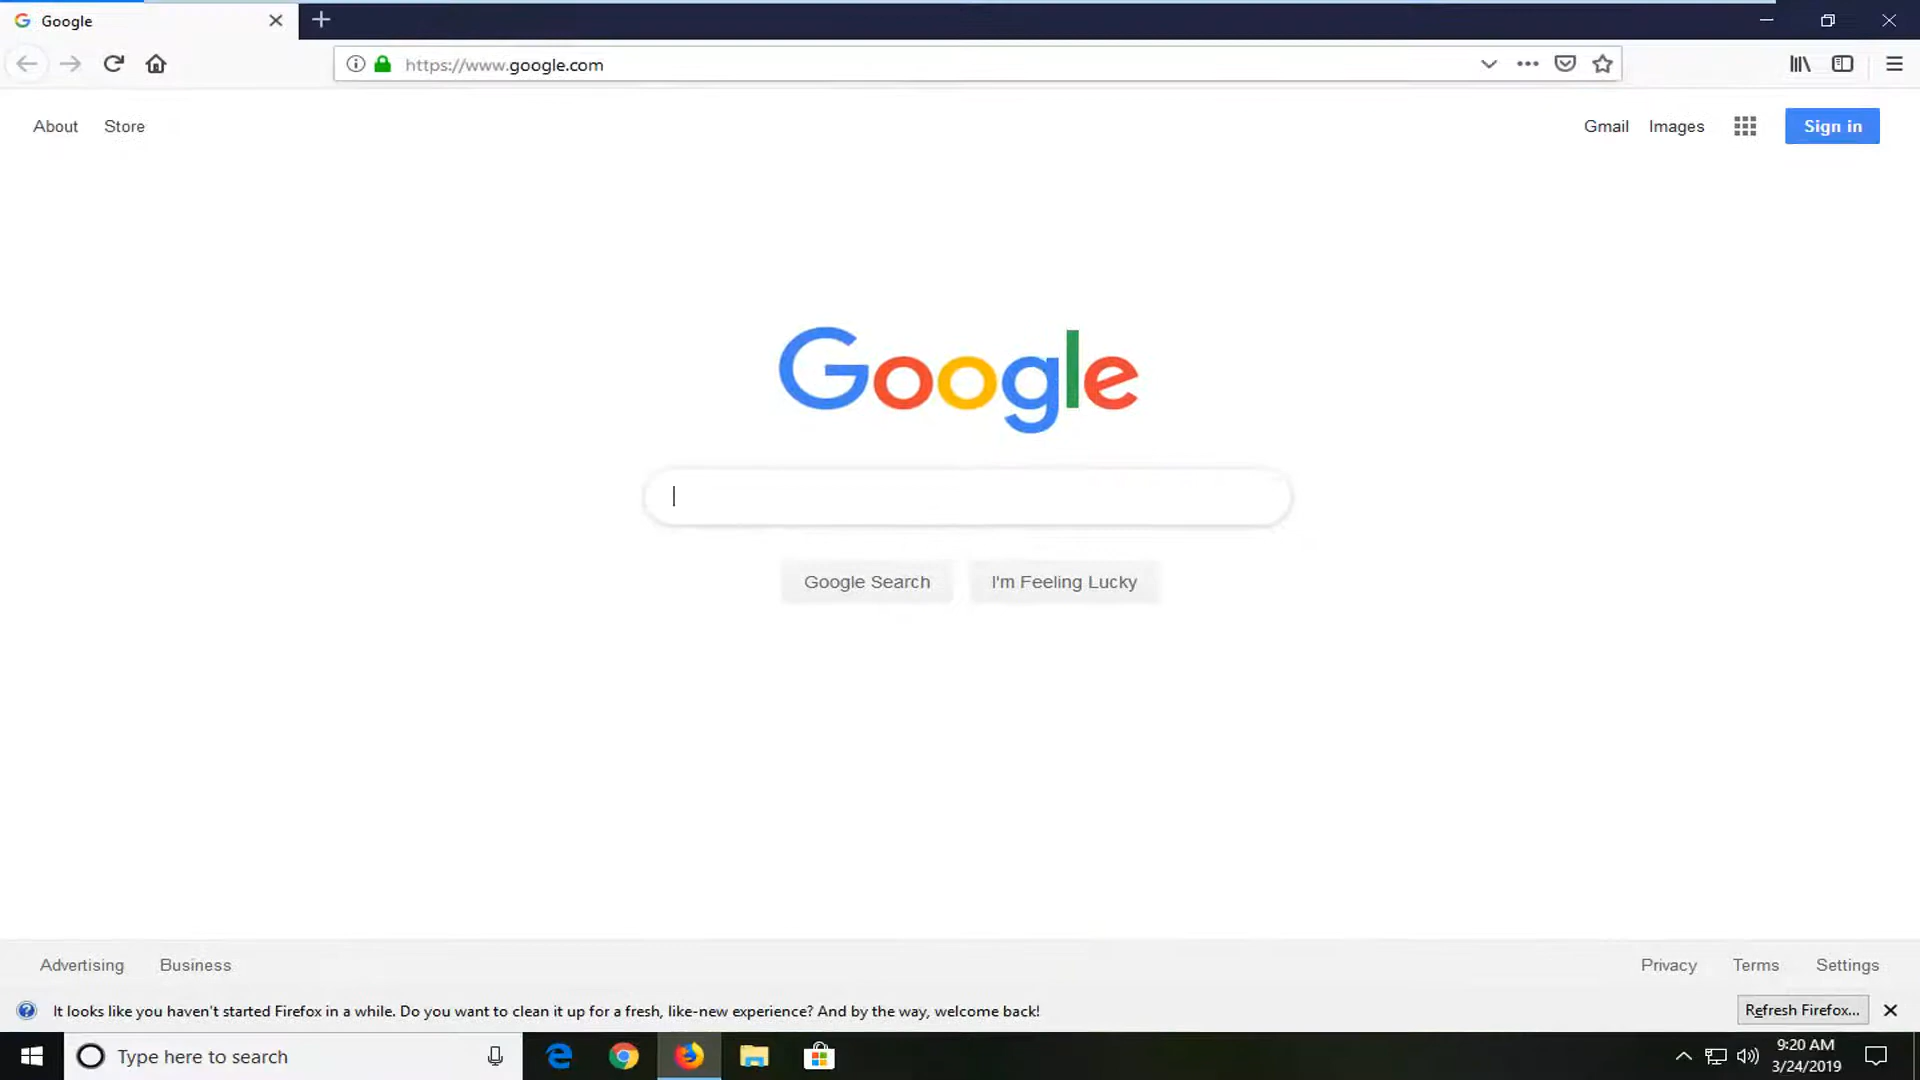 Google
https://www.google.com
About Store
Gmail Images Sign in
Google
Google Search I'm Feeling Lucky
Advertising Business
Privacy Terms Settings
It looks like you haven't started Firefox in a while. Do you want to clean it up for a fresh, like-new experience? And by the way, welcome back!
Refresh Firefox...
Type here to search
9:20 AM
3/24/2019